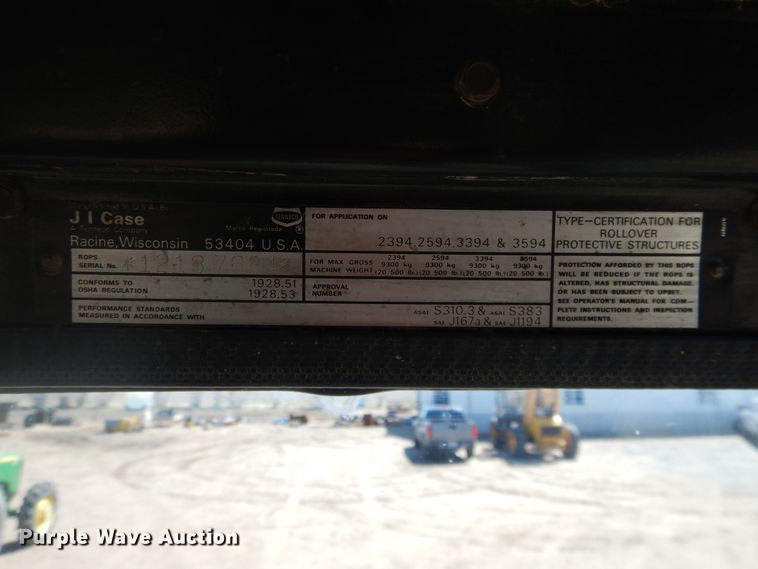 U.S.A. By
J I Case
A Tenneco Company
Racine, Wisconsin 53404 U.S.A.
TENNECO
Marca Registrada
®
FOR APPLICATION ON
2394, 2594, 3394 & 3594
TYPE-CERTIFICATION FOR
ROLLOVER
PROTECTIVE STRUCTURES
ROPS
SERIAL No.
FOR MAX GROSS
MACHINE WEIGHT
2394 2594 3394 3594
9300 kg 9300 kg 9300 kg 9300 kg
(20 500 lb.) (20 500 lb.) (20 500 lb.) (20 500 lb.)
CONFORMS TO
OSHA REGULATION
1928.51
1928.53
APPROVAL
NUMBER
PERFORMANCE STANDARDS
MEASURED IN ACCORDANCE WITH
ASAE S310.3 & ASAE S383
SAE J167a & SAE J1194
PROTECTION AFFORDED BY THIS ROPS
WILL BE REDUCED IF THE ROPS IS
ALTERED, HAS STRUCTURAL DAMAGE,
OR HAS BEEN SUBJECT TO UPSET.
SEE OPERATOR'S MANUAL FOR COM-
PLETE INSTRUCTIONS AND INSPECTION
REQUIREMENTS.
Purple Wave Auction